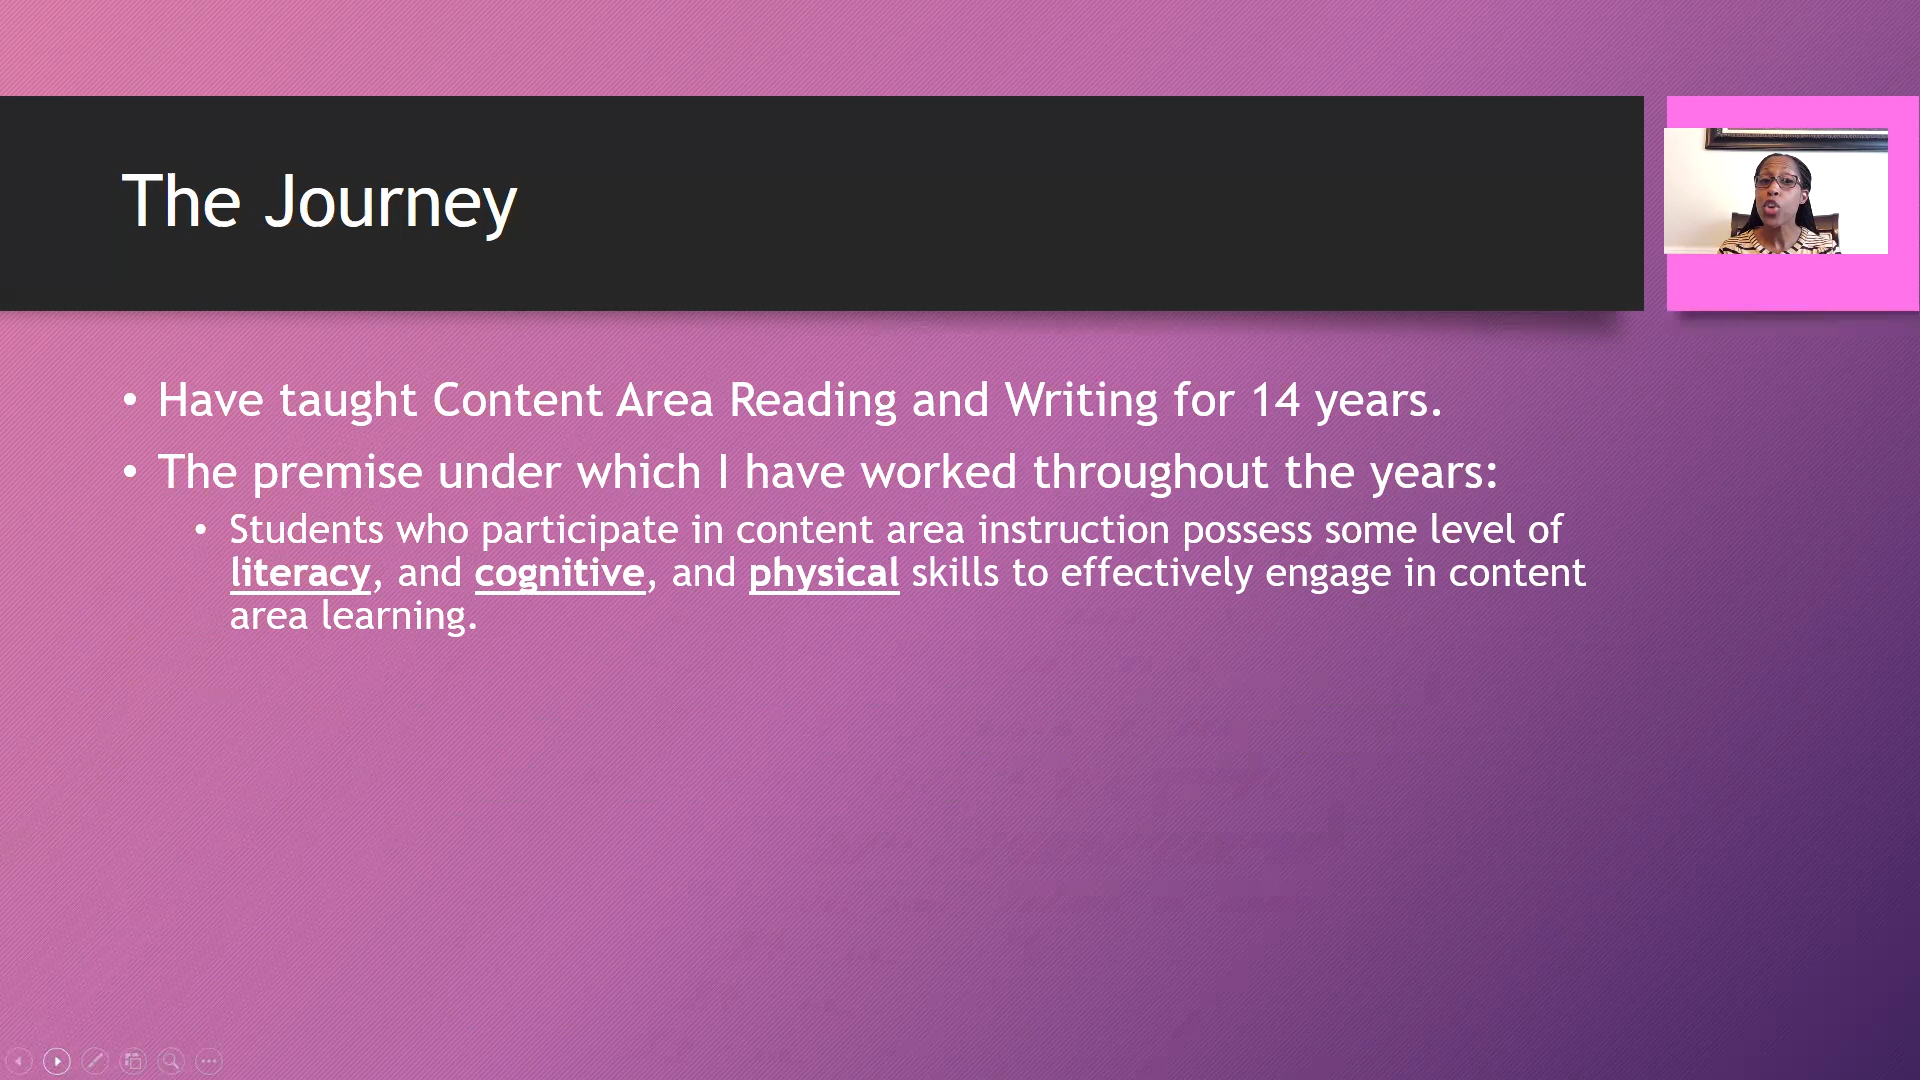 The Journey
• Have taught Content Area Reading and Writing for 14 years.
• The premise under which I have worked throughout the years:
• Students who participate in content area instruction possess some level of
literacy, and cognitive, and physical skills to effectively engage in content
area learning.